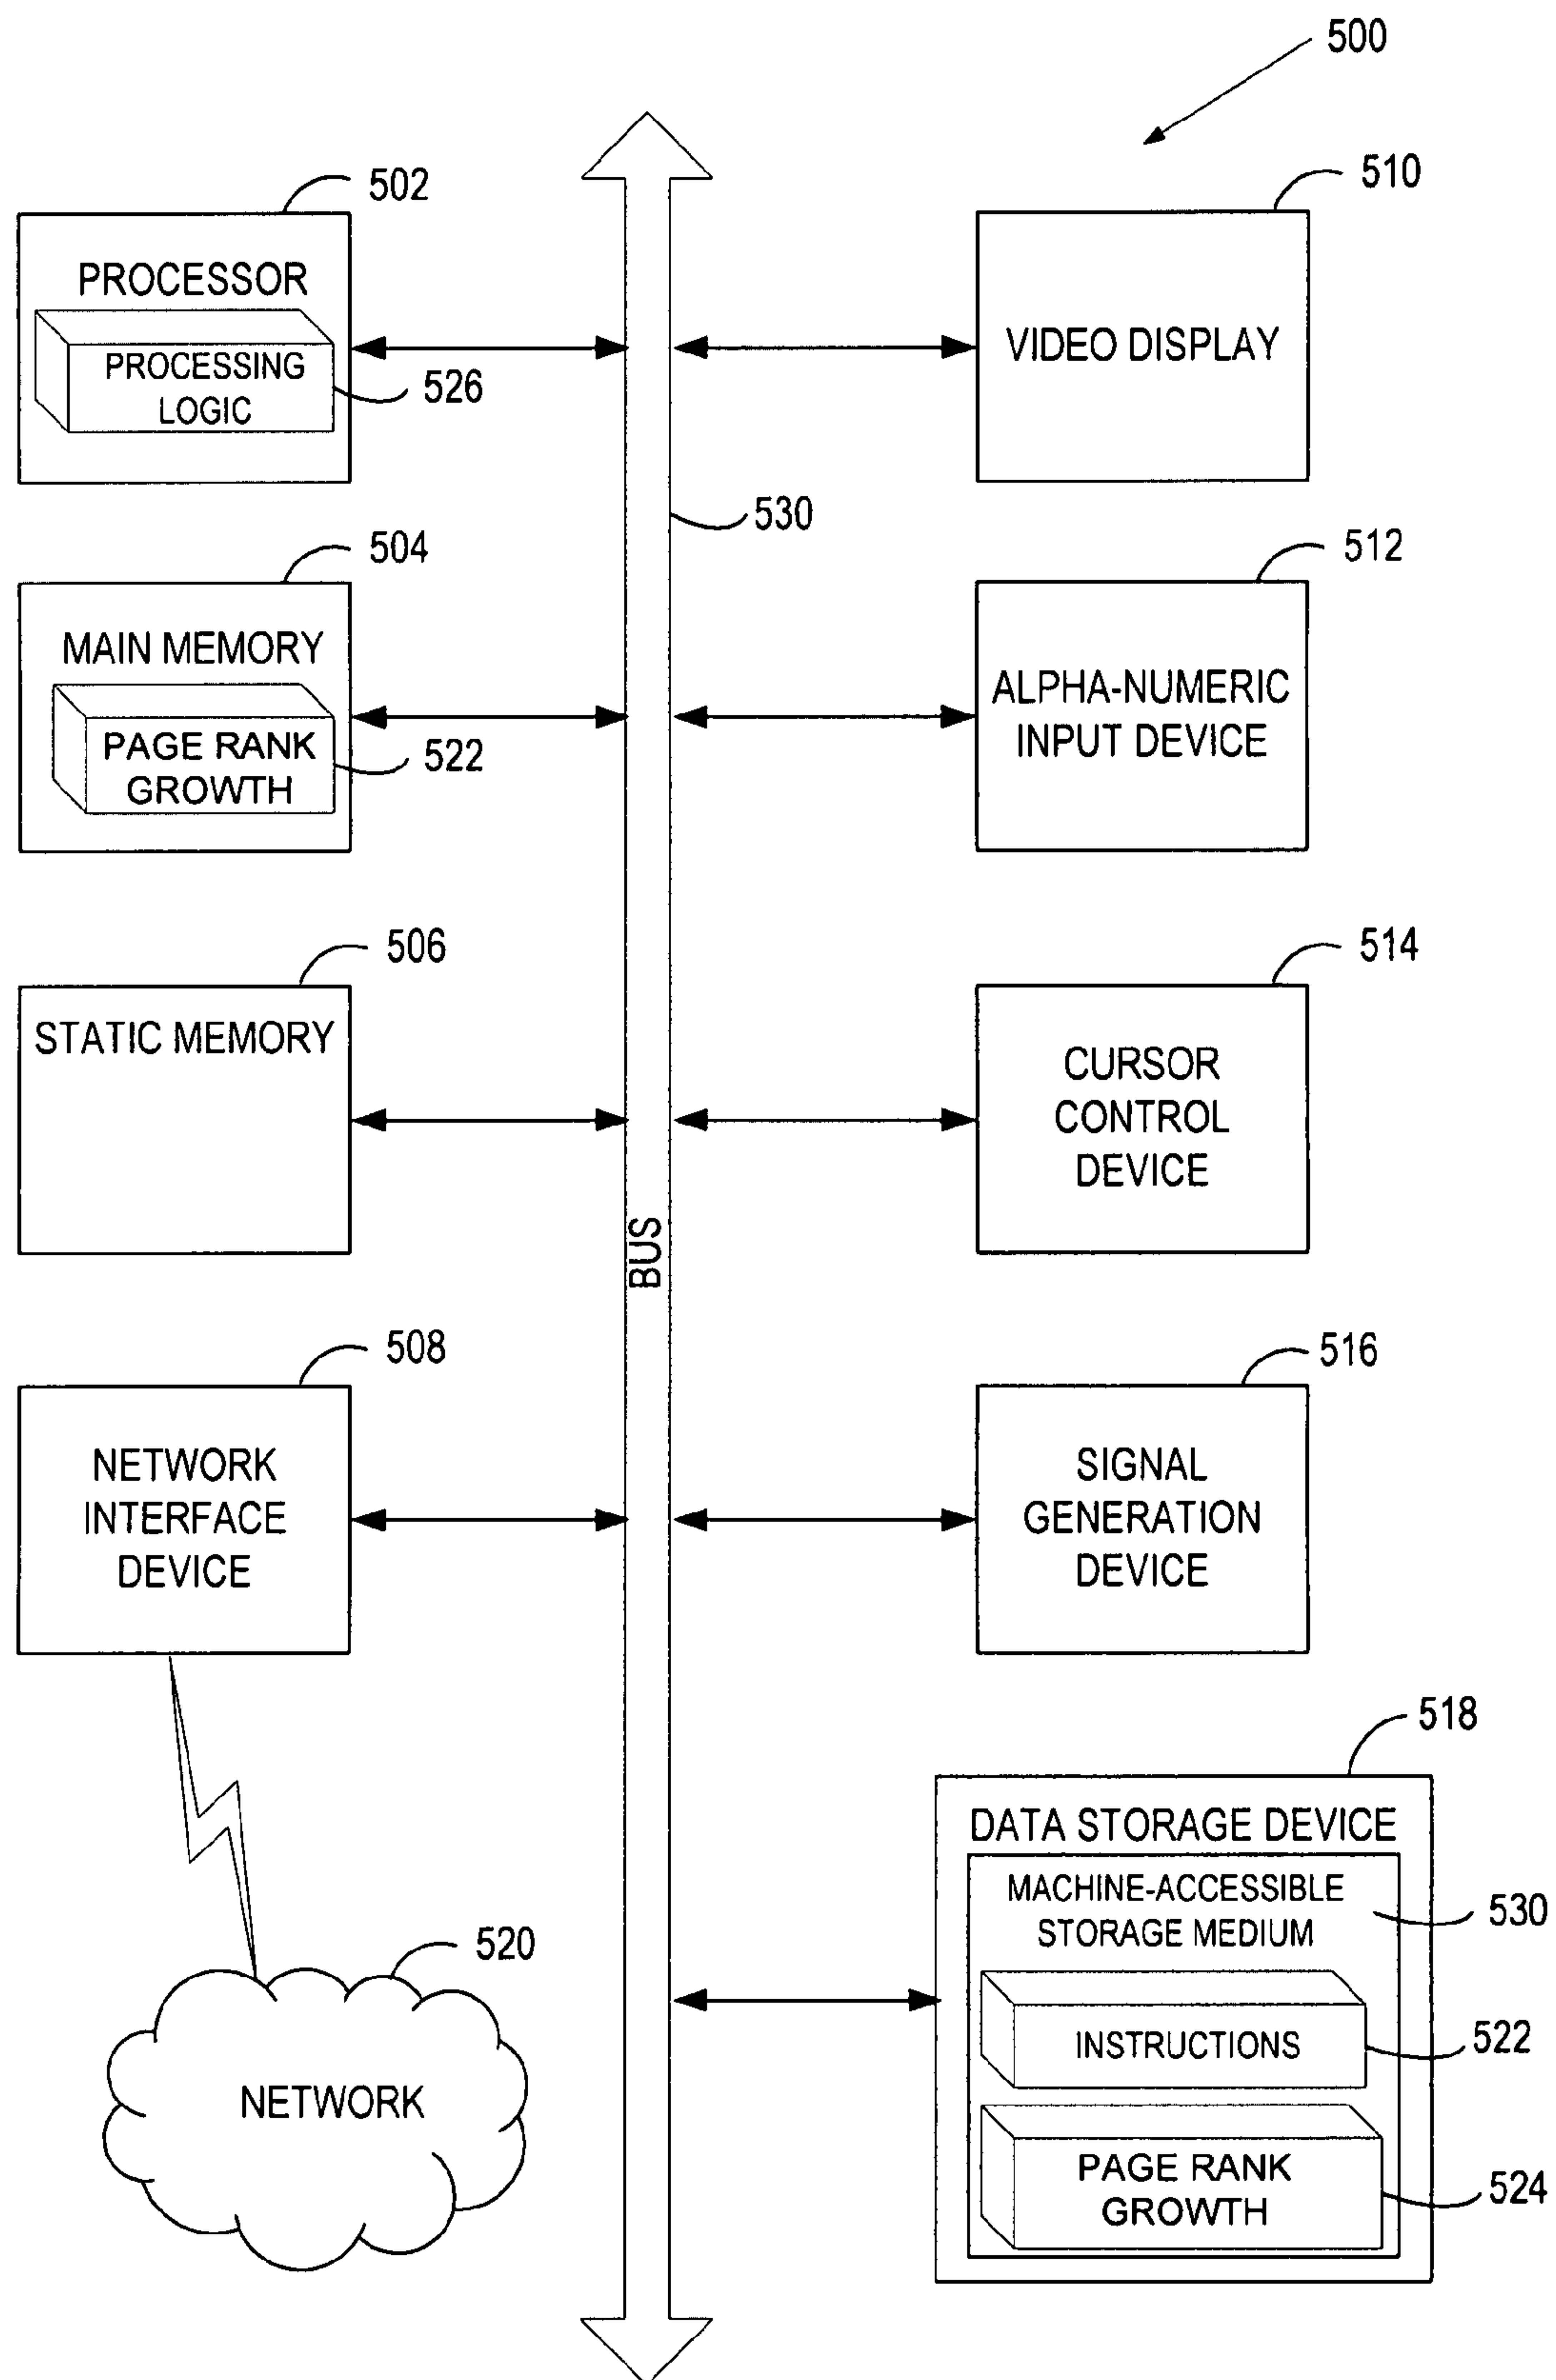 500
502
PROCESSOR
PROCESSING
LOGIC
526
510
VIDEO DISPLAY
530
504
MAIN MEMORY
PAGE RANK
GROWTH
522
512
ALPHA-NUMERIC
INPUT DEVICE
506
STATIC MEMORY
514
CURSOR
CONTROL
DEVICE
BUS
508
NETWORK
INTERFACE
DEVICE
516
SIGNAL
GENERATION
DEVICE
518
DATA STORAGE DEVICE
MACHINE-ACCESSIBLE
STORAGE MEDIUM
530
INSTRUCTIONS
522
PAGE RANK
GROWTH
524
520
NETWORK